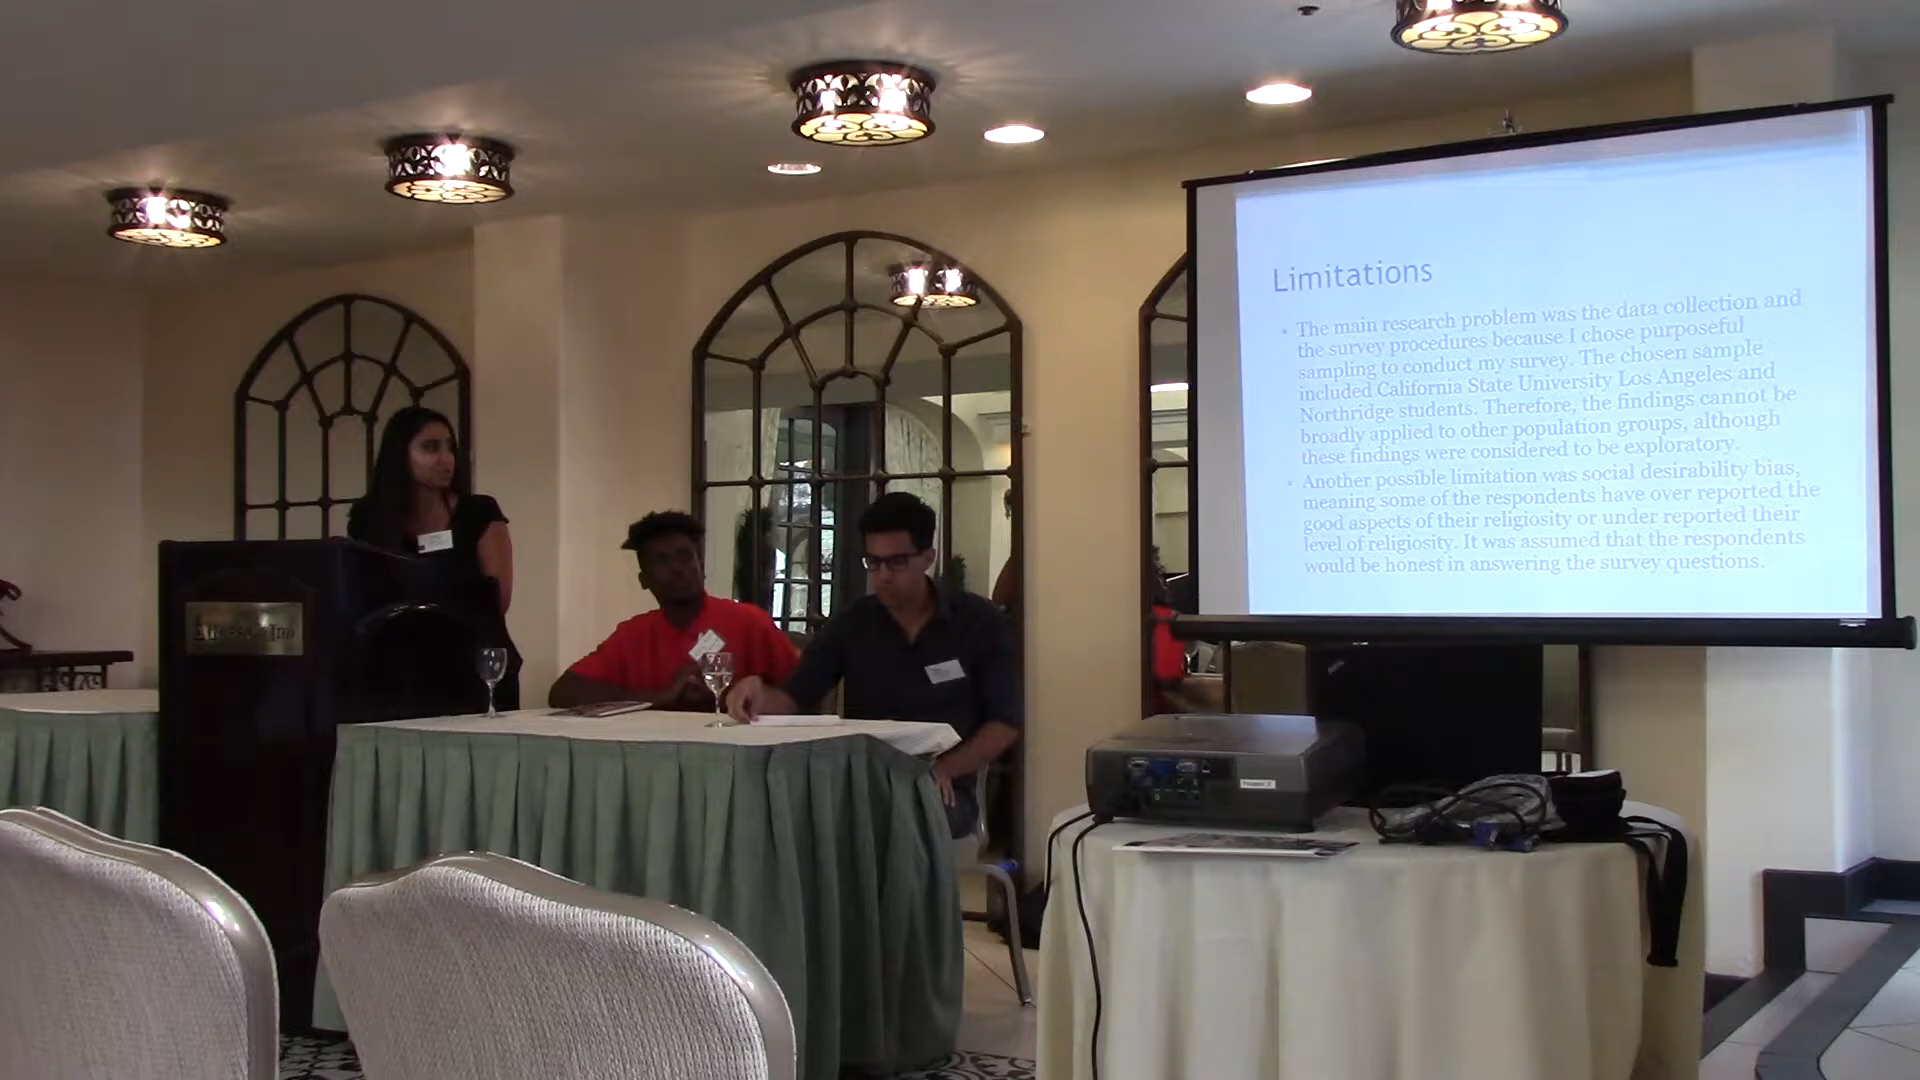 Limitations
The main research problem was the data collection and
the survey procedures because I chose purposeful
sampling to conduct my survey. The chosen sample
included California State University Los Angeles and
Northridge students. Therefore, the findings cannot be
broadly applied to other population groups, although
these findings were considered to be exploratory.
Another possible limitation was social desirability bias,
meaning some of the respondents have over reported the
good aspects of their religiosity or under reported their
level of religiosity. It was assumed that the respondents
would be honest in answering the survey questions.